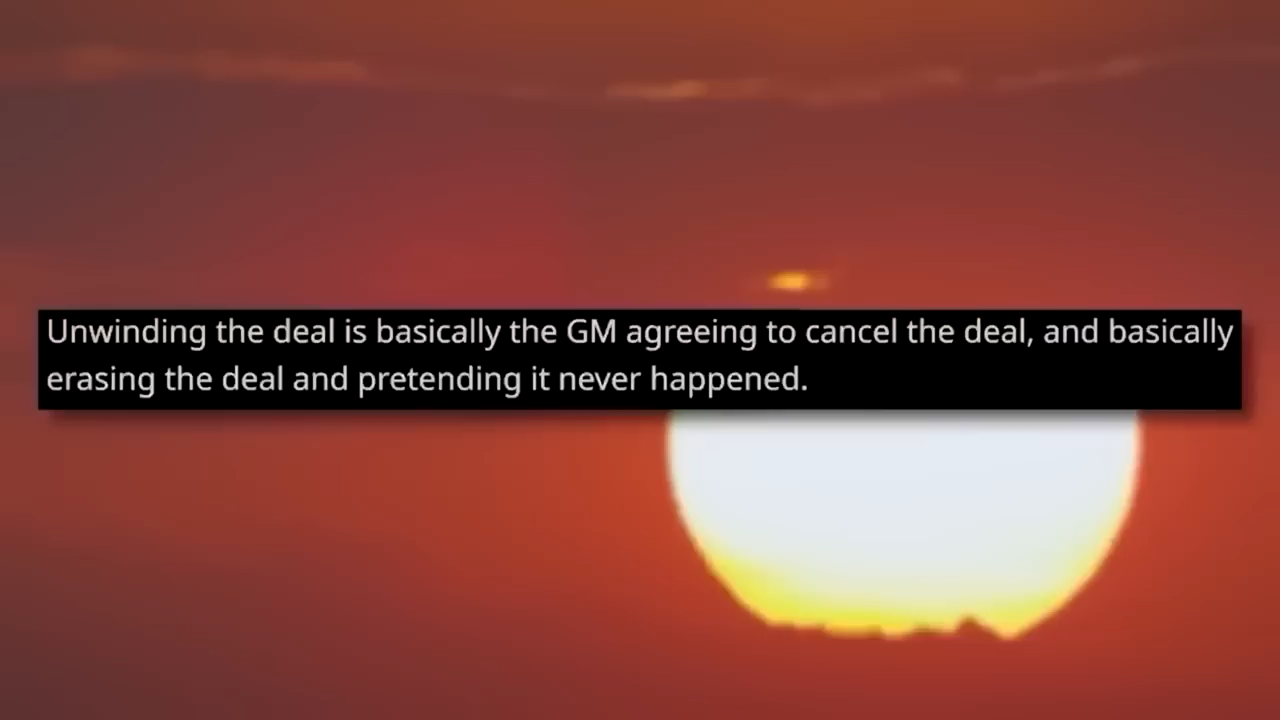 Unwinding the deal is basically the GM agreeing to cancel the deal, and basically
erasing the deal and pretending it never happened.